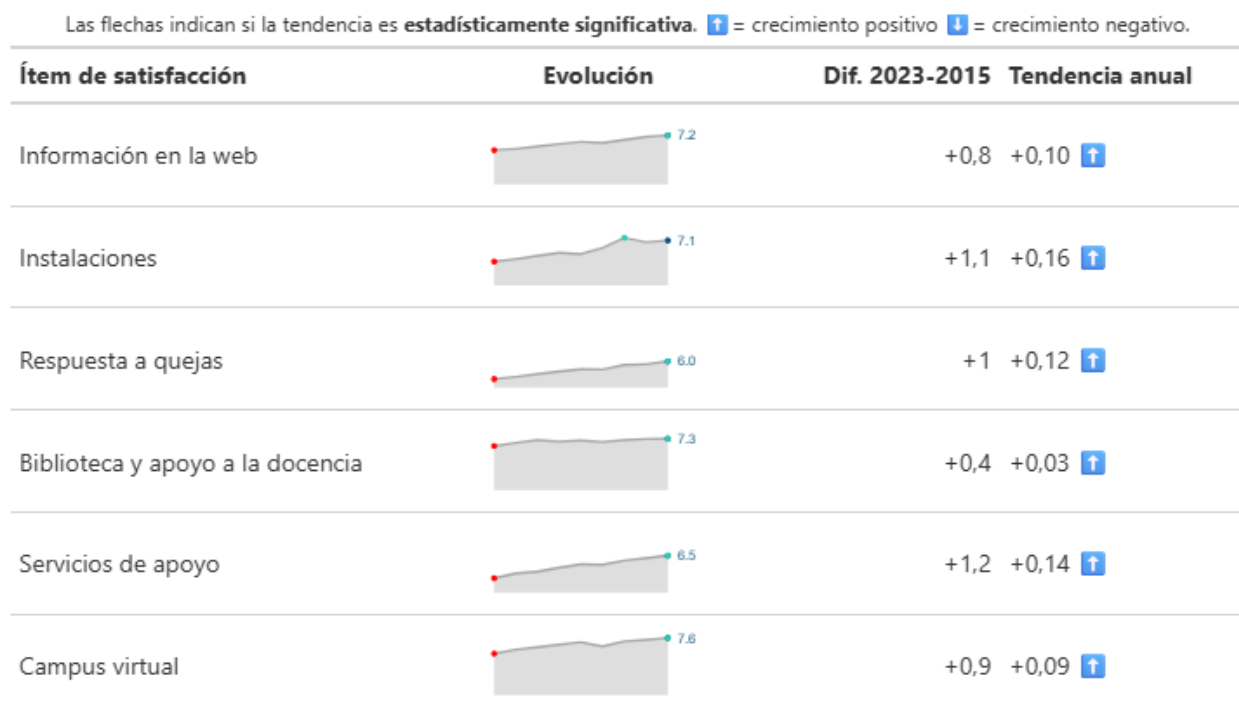 Las flechas indican si la tendencia es estadísticamente significativa. ⬆️ = crecimiento positivo ⬇️ = crecimiento negativo.
Ítem de satisfacción Evolución Dif. 2023-2015 Tendencia anual
Información en la web 7.2 +0,8 +0,10 ⬆️
Instalaciones 7.1 +1,1 +0,16 ⬆️
Respuesta a quejas 6.0 +1 +0,12 ⬆️
Biblioteca y apoyo a la docencia 7.3 +0,4 +0,03 ⬆️
Servicios de apoyo 6.5 +1,2 +0,14 ⬆️
Campus virtual 7.6 +0,9 +0,09 ⬆️